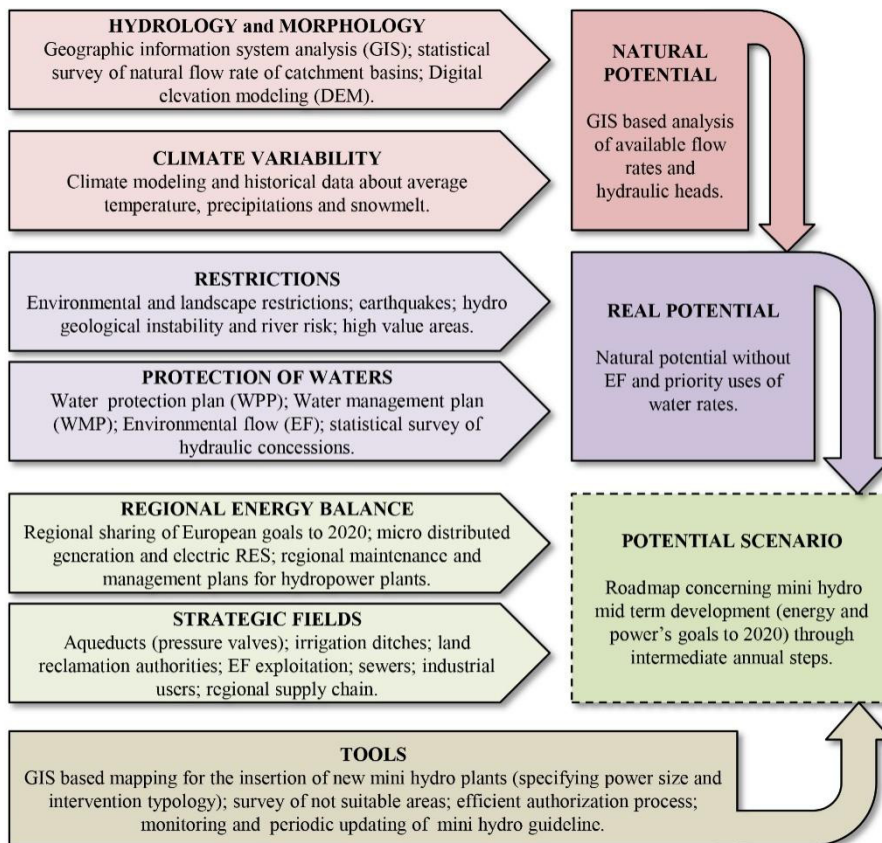 HYDROLOGY and MORPHOLOGY
Geographic information system analysis (GIS); statistical
survey of natural flow rate of catchment basins; Digital
elevation modeling (DEM).
CLIMATE VARIABILITY
Climate modeling and historical data about average
temperature, precipitations and snowmelt.
NATURAL
POTENTIAL
GIS based analysis
of available flow
rates and
hydraulic heads.
RESTRICTIONS
Environmental and landscape restrictions; earthquakes; hydro
geological instability and river risk; high value areas.
PROTECTION OF WATERS
Water protection plan (WPP); Water management plan
(WMP); Environmental flow (EF); statistical survey of
hydraulic concessions.
REAL POTENTIAL
Natural potential without
EF and priority uses of
water rates.
REGIONAL ENERGY BALANCE
Regional sharing of European goals to 2020; micro distributed
generation and electric RES; regional maintenance and
management plans for hydropower plants.
STRATEGIC FIELDS
Aqueducts (pressure valves); irrigation ditches; land
reclamation authorities; EF exploitation; sewers; industrial
users; regional supply chain.
POTENTIAL SCENARIO
Roadmap concerning mini hydro
mid term development (energy and
power's goals to 2020) through
intermediate annual steps.
TOOLS
GIS based mapping for the insertion of new mini hydro plants (specifying power size and
intervention typology); survey of not suitable areas; efficient authorization process;
monitoring and periodic updating of mini hydro guideline.